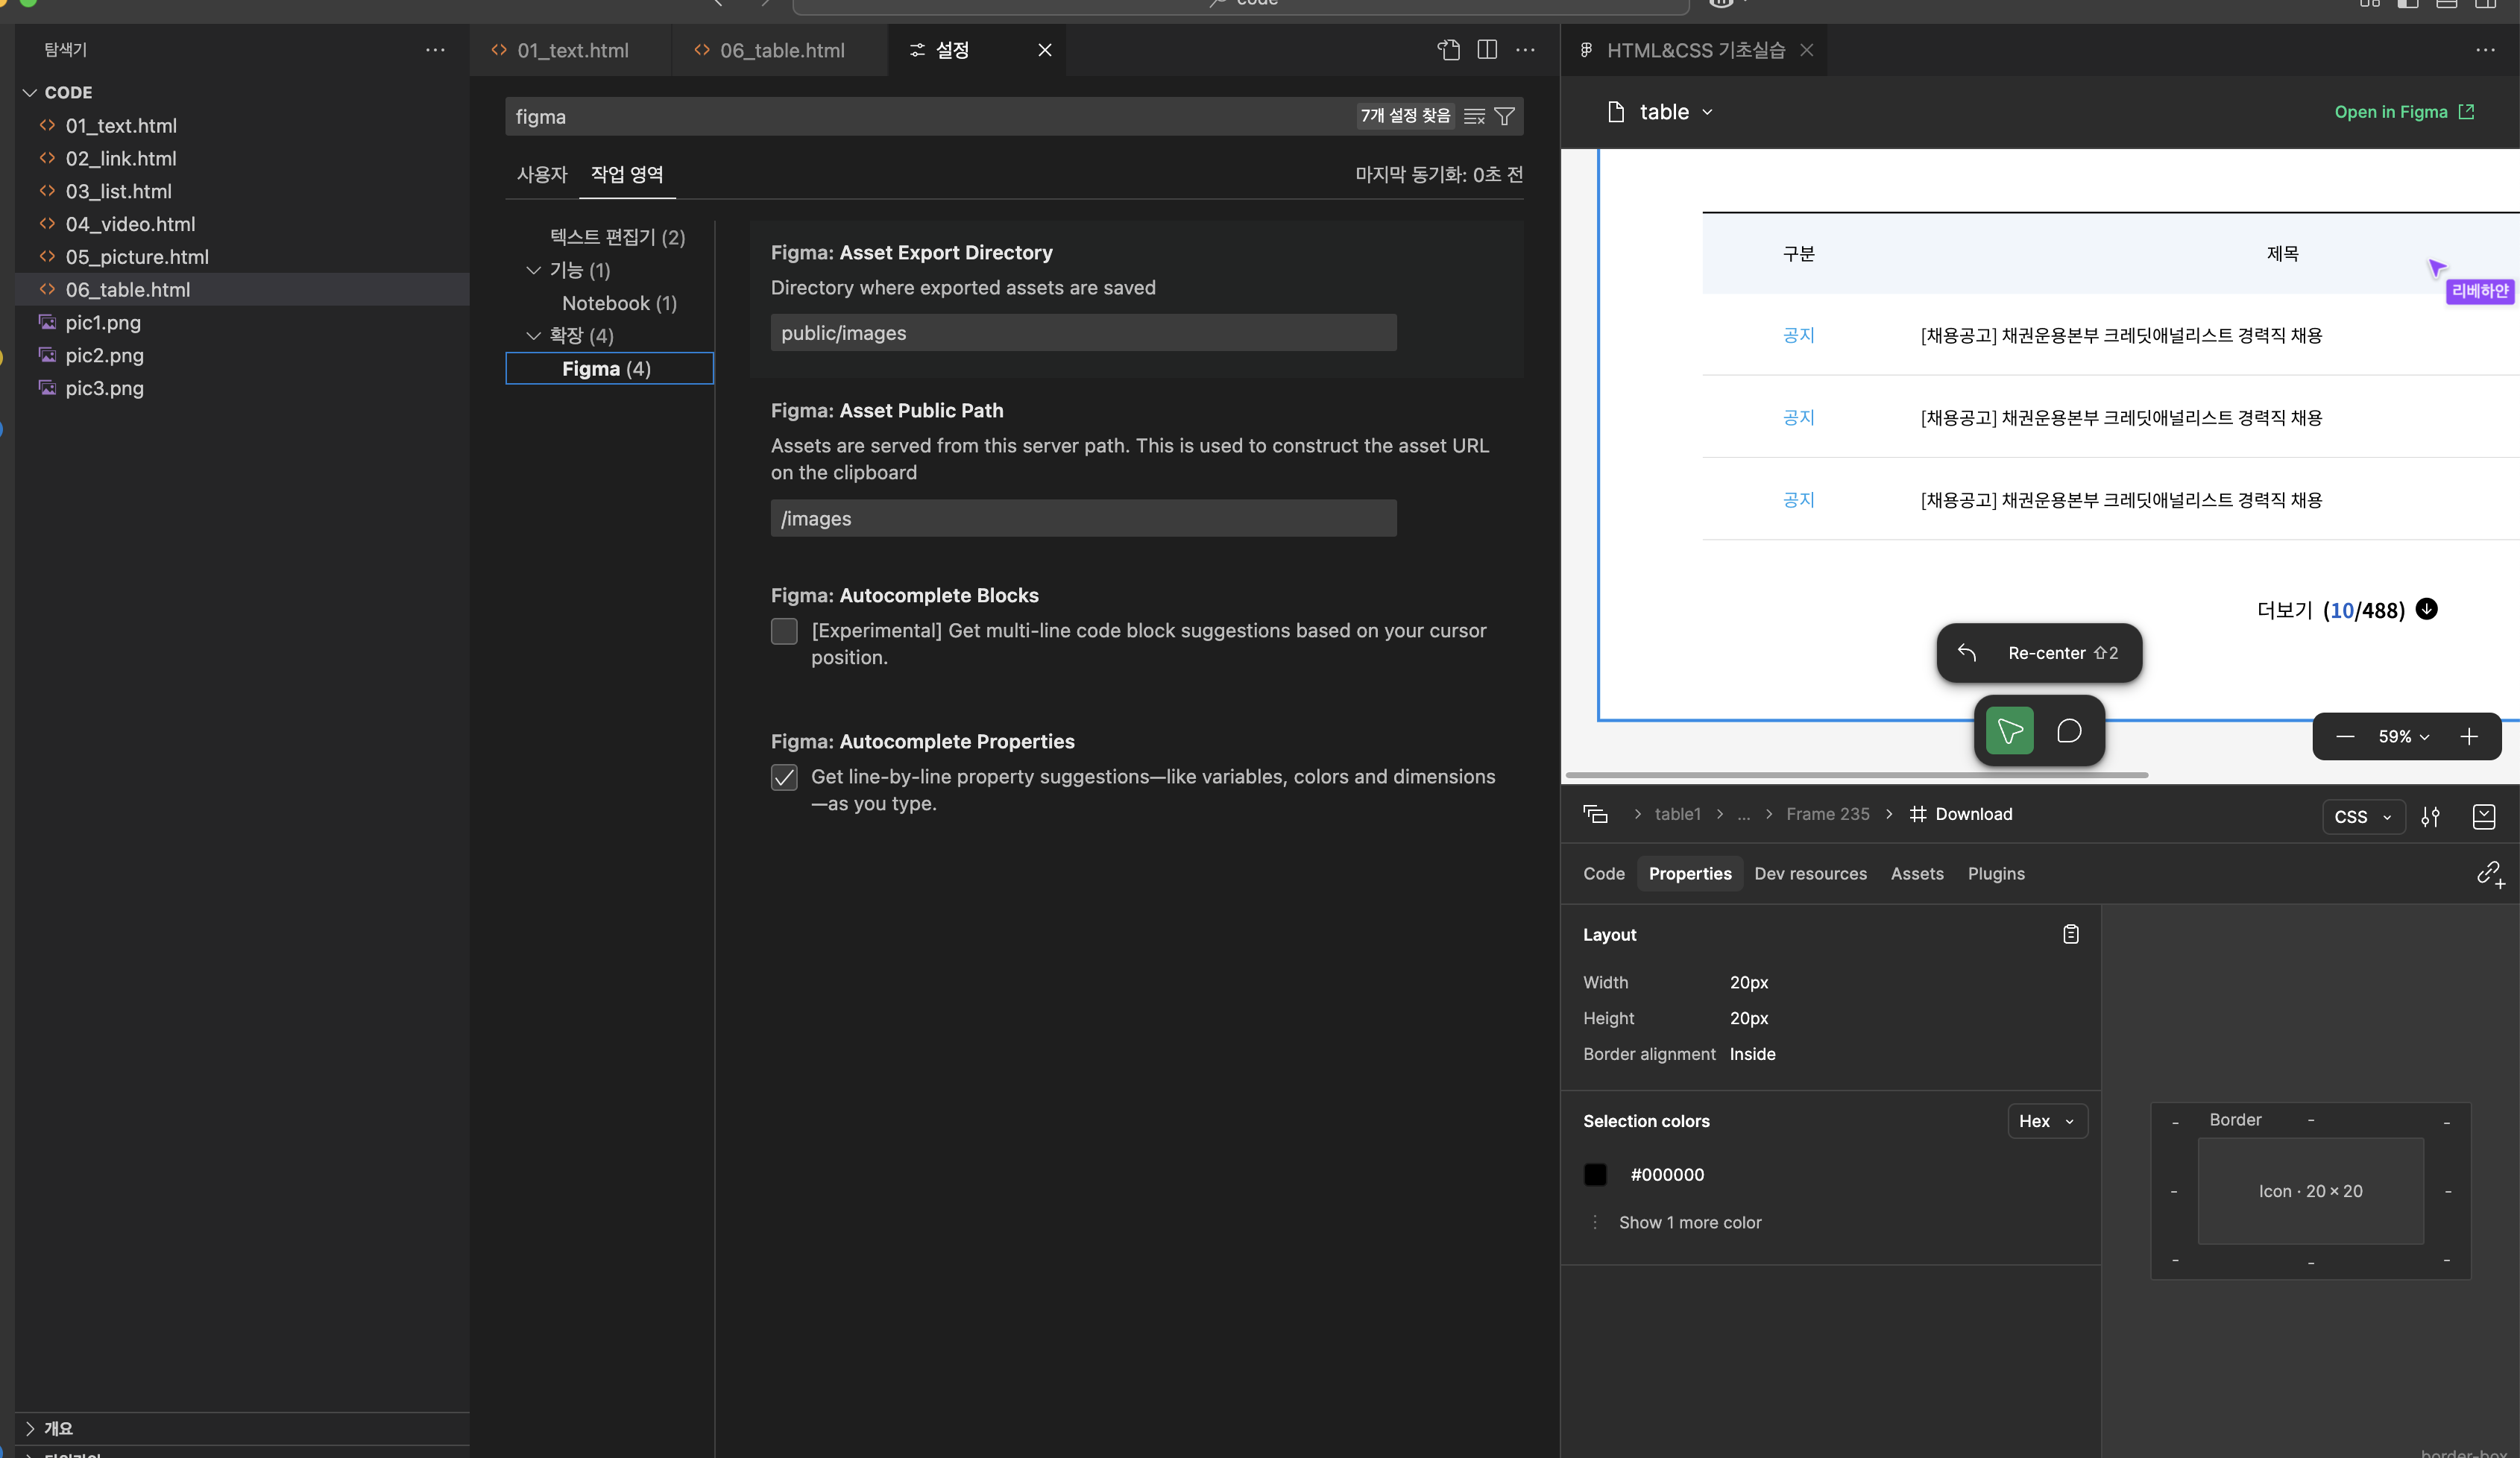 code
탐색기
CODE
01_text.html
02_link.html
03_list.html
04_video.html
05_picture.html
06_table.html
pic1.png
pic2.png
pic3.png
개요
01_text.html
06_table.html
설정
figma
7개 설정 찾음
사용자
작업 영역
마지막 동기화: 0초 전
텍스트 편집기 (2)
기능 (1)
Notebook (1)
확장 (4)
Figma (4)
Figma: Asset Export Directory
Directory where exported assets are saved
public/images
Figma: Asset Public Path
Assets are served from this server path. This is used to construct the asset URL
on the clipboard
/images
Figma: Autocomplete Blocks
[Experimental] Get multi-line code block suggestions based on your cursor
position.
Figma: Autocomplete Properties
Get line-by-line property suggestions—like variables, colors and dimensions
—as you type.
HTML&CSS 기초실습
table
Open in Figma
구분 제목
리베하얀
공지 [채용공고] 채권운용본부 크레딧애널리스트 경력직 채용
공지 [채용공고] 채권운용본부 크레딧애널리스트 경력직 채용
공지 [채용공고] 채권운용본부 크레딧애널리스트 경력직 채용
더보기 (10/488)
Re-center ⇧2
59%
table1 ... Frame 235 Download
CSS
Code Properties Dev resources Assets Plugins
Layout
Width 20px
Height 20px
Border alignment Inside
Selection colors
Hex
#000000
Show 1 more color
Border -
- -
- Icon · 20 × 20 -
- - -
border-box